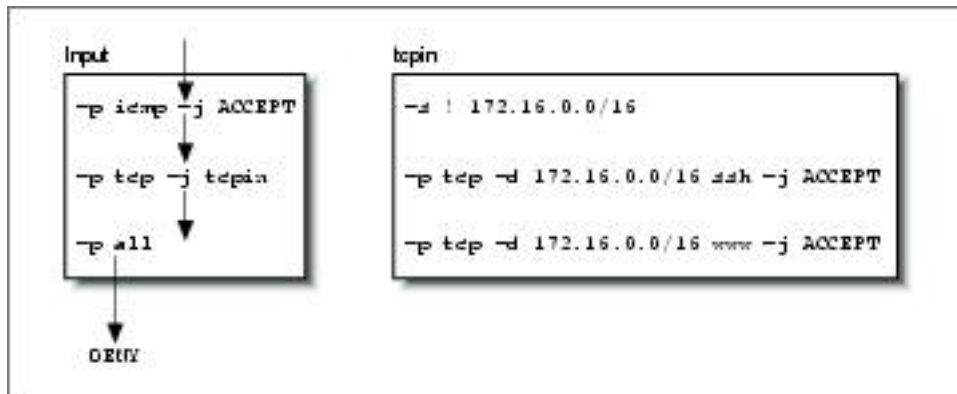 Input
-p icmp -j ACCEPT
-p tcp -j tcpin
-p all
DENY
tcpin
-s ! 172.16.0.0/16
-p tcp -d 172.16.0.0/16 ssh -j ACCEPT
-p tcp -d 172.16.0.0/16 www -j ACCEPT